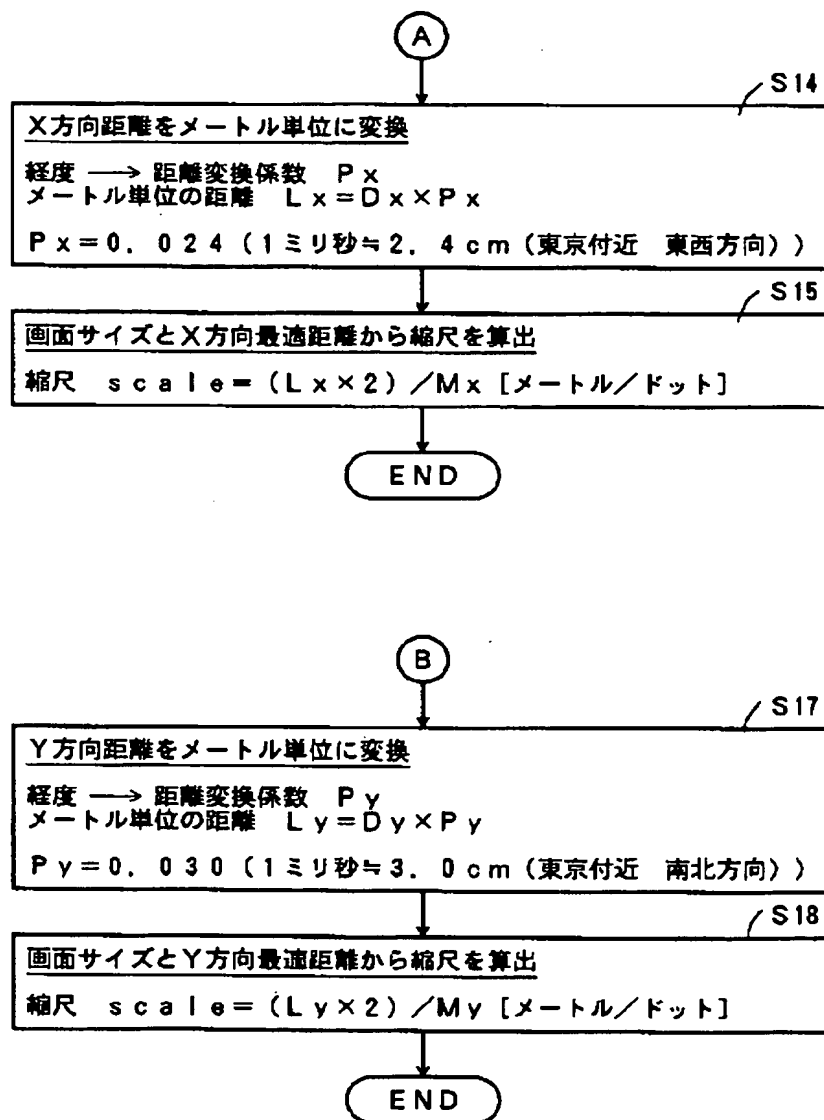 A
S14
X方向距離をメートル単位に変換
経度 ―→ 距離変換係数 Px
メートル単位の距離 Lx=Dx×Px
Px=0.024(1ミリ秒≒2.4cm(東京付近 東西方向))
S15
画面サイズとX方向最適距離から縮尺を算出
縮尺 scale=(Lx×2)/Mx[メートル/ドット]
END
B
S17
Y方向距離をメートル単位に変換
経度 ―→ 距離変換係数 Py
メートル単位の距離 Ly=Dy×Py
Py=0.030(1ミリ秒≒3.0cm(東京付近 南北方向))
S18
画面サイズとY方向最適距離から縮尺を算出
縮尺 scale=(Ly×2)/My[メートル/ドット]
END